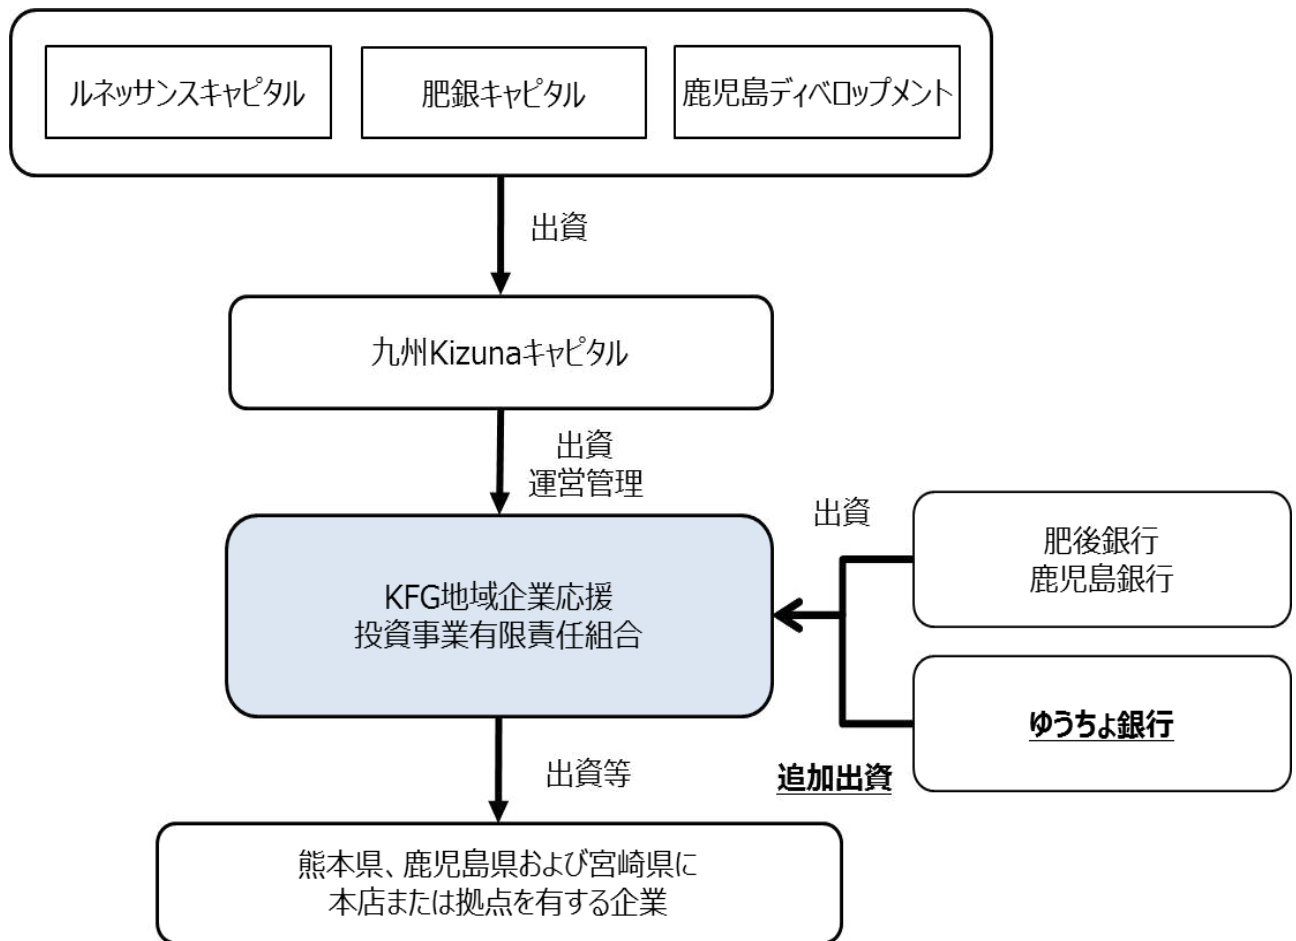 ルネッサンスキャピタル
肥銀キャピタル
鹿児島ディベロップメント
出資
九州Kizunaキャピタル
出資
運営管理
出資
肥後銀行
鹿児島銀行
KFG地域企業応援
投資事業有限責任組合
ゆうちょ銀行
追加出資
出資等
熊本県、鹿児島県および宮崎県に
本店または拠点を有する企業